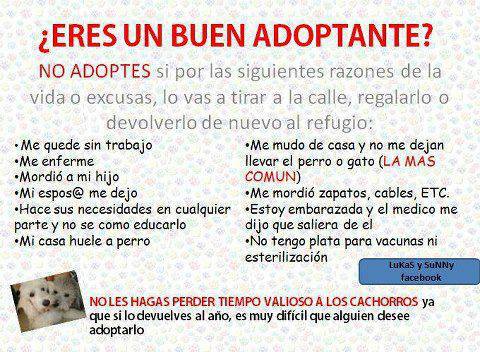 ¿ERES UN BUEN ADOPTANTE?
NO ADOPTES si por las siguientes razones de la
vida o excusas, lo vas a tirar a la calle, regalarlo o
devolverlo de nuevo al refugio:
•Me quede sin trabajo
•Me enferme
•Mordió a mi hijo
•Mi espos@ me dejo
•Hace sus necesidades en cualquier
parte y no se como educarlo
•Mi casa huele a perro
•Me mudo de casa y no me dejan
llevar el perro o gato (LA MAS
COMUN)
•Me mordió zapatos, cables, ETC.
•Estoy embarazada y el medico me
dijo que saliera de el
•No tengo plata para vacunas ni
esterilización
LuKaS y SuNNy
facebook
NO LES HAGAS PERDER TIEMPO VALIOSO A LOS CACHORROS ya
que si lo devuelves al año, es muy difícil que alguien desee
adoptarlo